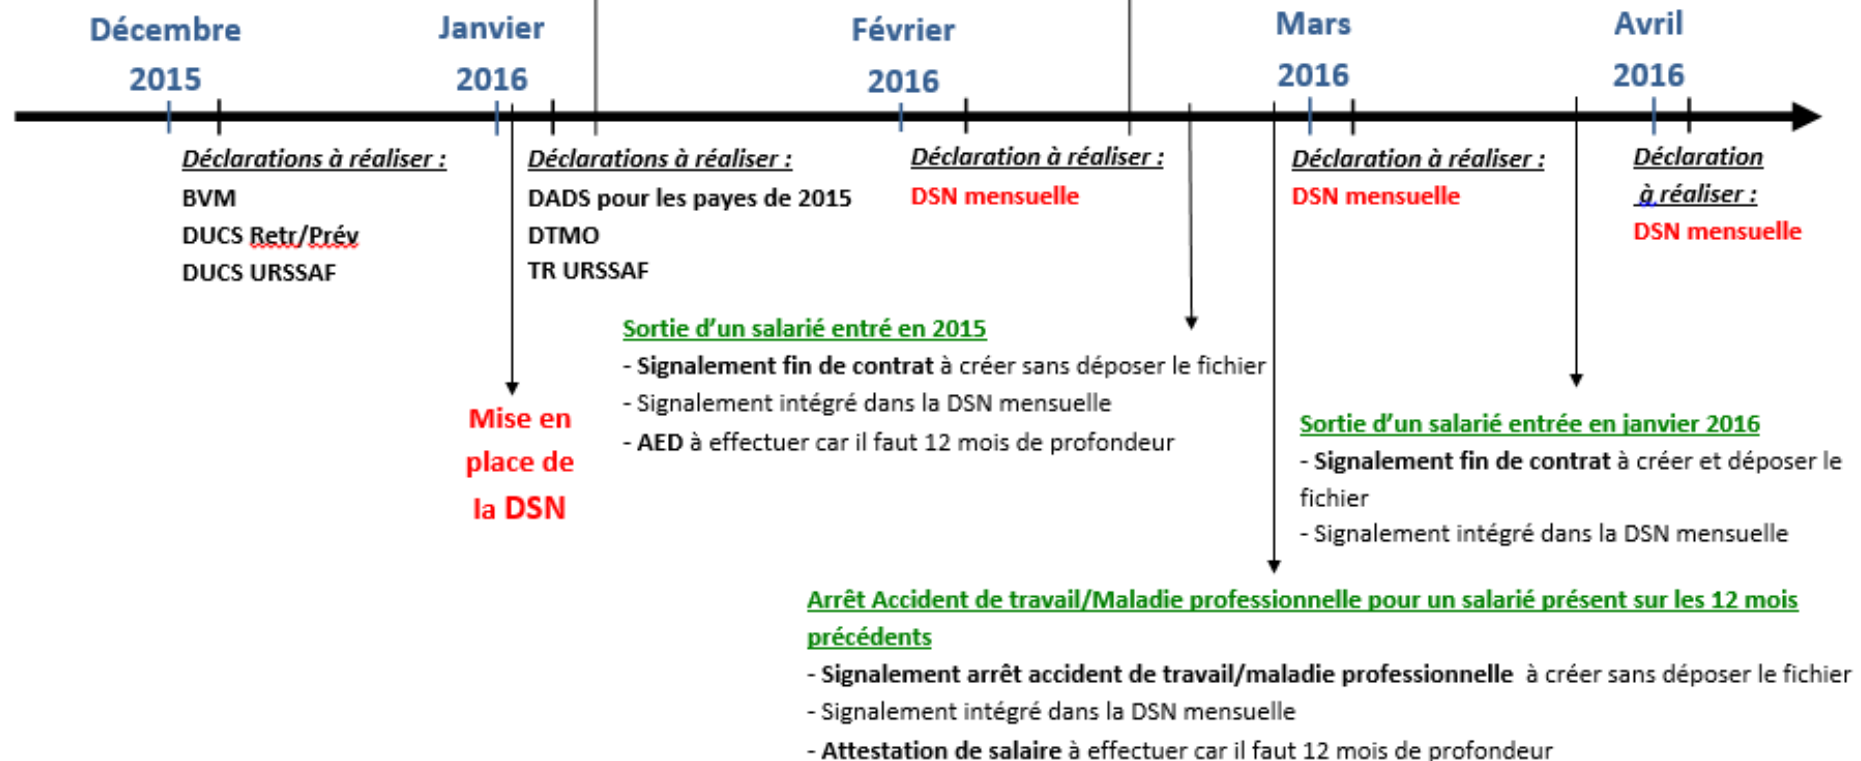 Décembre
2015
Janvier
2016
Février
2016
Mars
2016
Avril
2016
Déclarations à réaliser :
BVM
DUCS Retr/Prév
DUCS URSSAF
Déclarations à réaliser :
DADS pour les payes de 2015
DTMO
TR URSSAF
Déclaration à réaliser :
DSN mensuelle
Déclaration à réaliser :
DSN mensuelle
Déclaration
à réaliser :
DSN mensuelle
Mise en
place de
la DSN
Sortie d’un salarié entré en 2015
- Signalement fin de contrat à créer sans déposer le fichier
- Signalement intégré dans la DSN mensuelle
- AED à effectuer car il faut 12 mois de profondeur
Sortie d’un salarié entrée en janvier 2016
- Signalement fin de contrat à créer et déposer le
fichier
- Signalement intégré dans la DSN mensuelle
Arrêt Accident de travail/Maladie professionnelle pour un salarié présent sur les 12 mois
précédents
- Signalement arrêt accident de travail/maladie professionnelle à créer sans déposer le fichier
- Signalement intégré dans la DSN mensuelle
- Attestation de salaire à effectuer car il faut 12 mois de profondeur